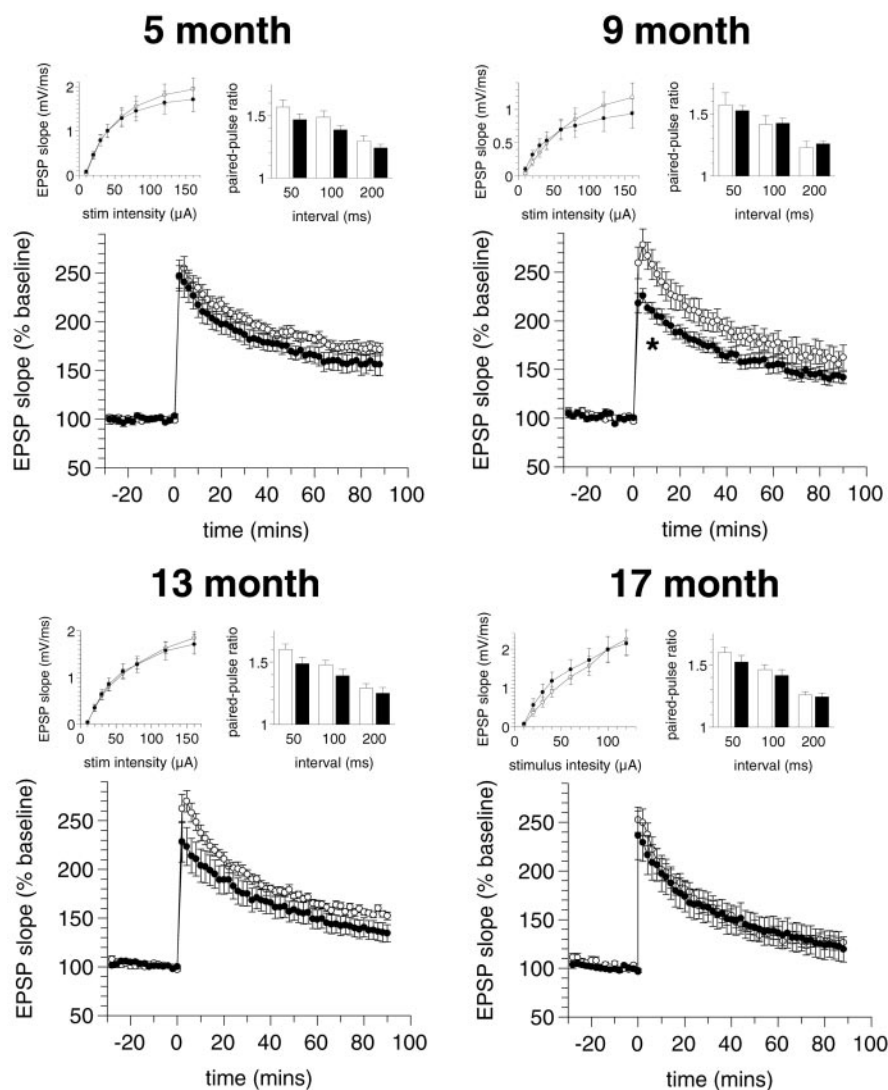 5 month
EPSP slope (mV/ms)
2
1
0
0 50 100 150
stim intensity (µA)
paired-pulse ratio
1.5
1
50 100 200
interval (ms)
EPSP slope (% baseline)
250
200
150
100
50
-20 0 20 40 60 80 100
time (mins)
9 month
EPSP slope (mV/ms)
1
0.5
0
0 50 100 150
stim intensity (µA)
paired-pulse ratio
1.5
1
50 100 200
interval (ms)
EPSP slope (% baseline)
250
200
150
100
50
*
-20 0 20 40 60 80 100
time (mins)
13 month
EPSP slope (mV/ms)
2
1
0
0 50 100 150
stim intensity (µA)
paired-pulse ratio
1.5
1
50 100 200
interval (ms)
EPSP slope (% baseline)
250
200
150
100
50
-20 0 20 40 60 80 100
time (mins)
17 month
EPSP slope (mV/ms)
2
1
0
0 50 100
stimulus intesity (µA)
paired-pulse ratio
1.5
1
50 100 200
interval (ms)
EPSP slope (% baseline)
250
200
150
100
50
-20 0 20 40 60 80 100
time (mins)